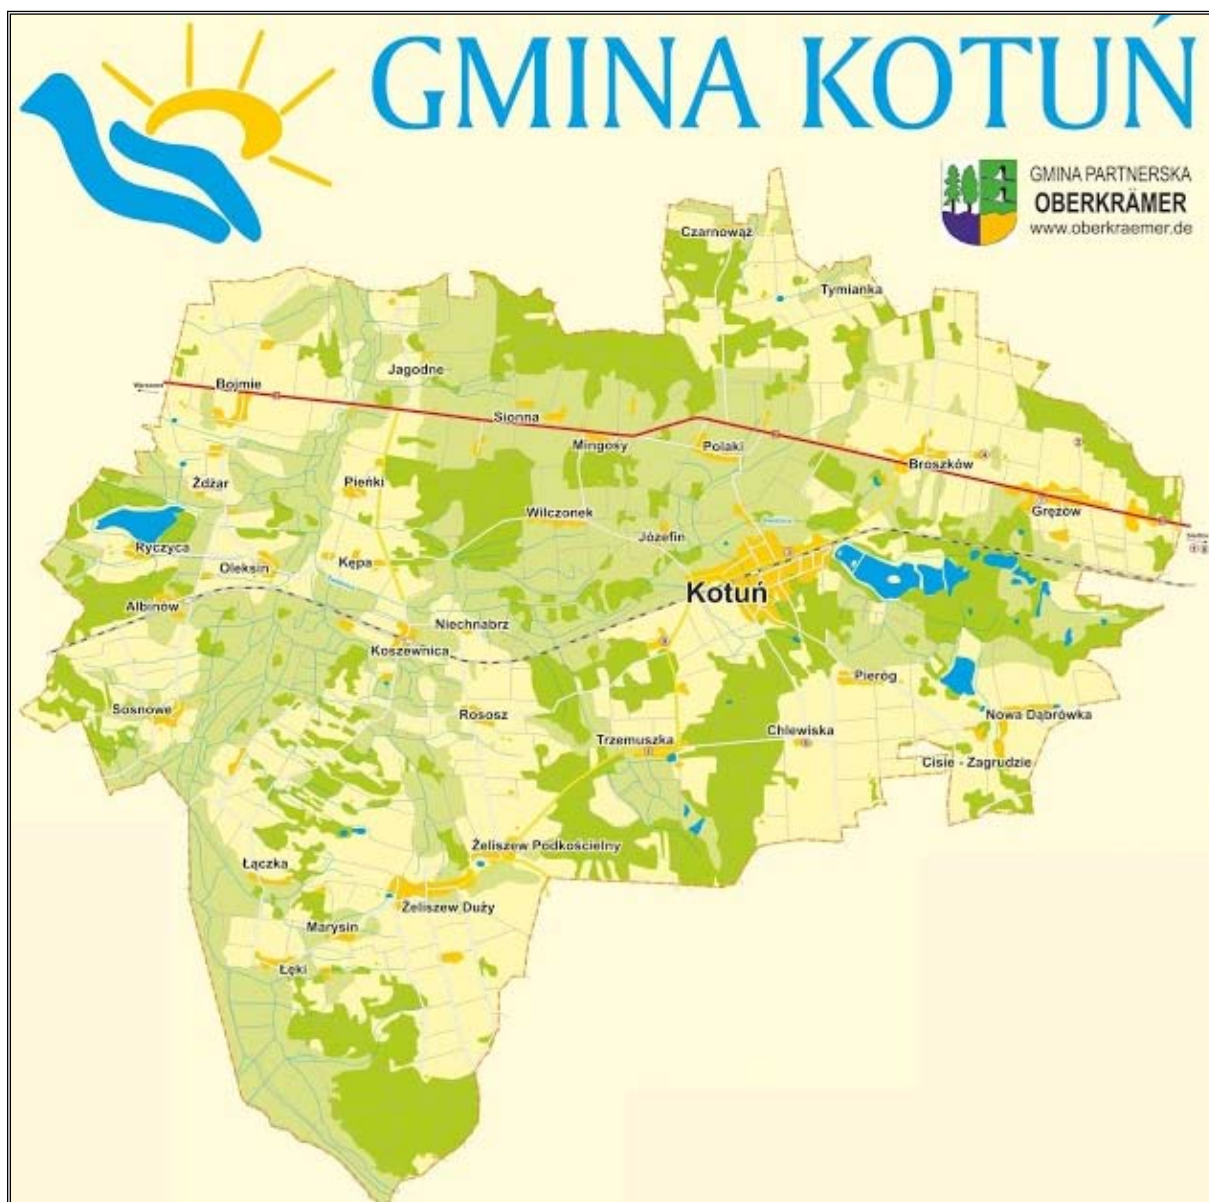 GMINA KOTUŃ
GMINA PARTNERSKA
OBERKRÄMER
www.oberkraemer.de
Czarnowąż
Tymianka
Jagodne
Warszawa
Bojmie
Sionna
Mingosy
Polaki
Broszków
Żdżar
Pieńki
Wilczonek
Gręzów
Józefin
Ryczyca
Kępa
Oleksin
Siedlce
Kotuń
Albinów
Niechnabrz
Koszewnica
Pieróg
Sosnowe
Rososz
Nowa Dąbrówka
Chlewiska
Trzemuszka
Cisie - Zagrudzie
Żeliszew Podkościelny
Łączka
Żeliszew Duży
Marysin
Łęki